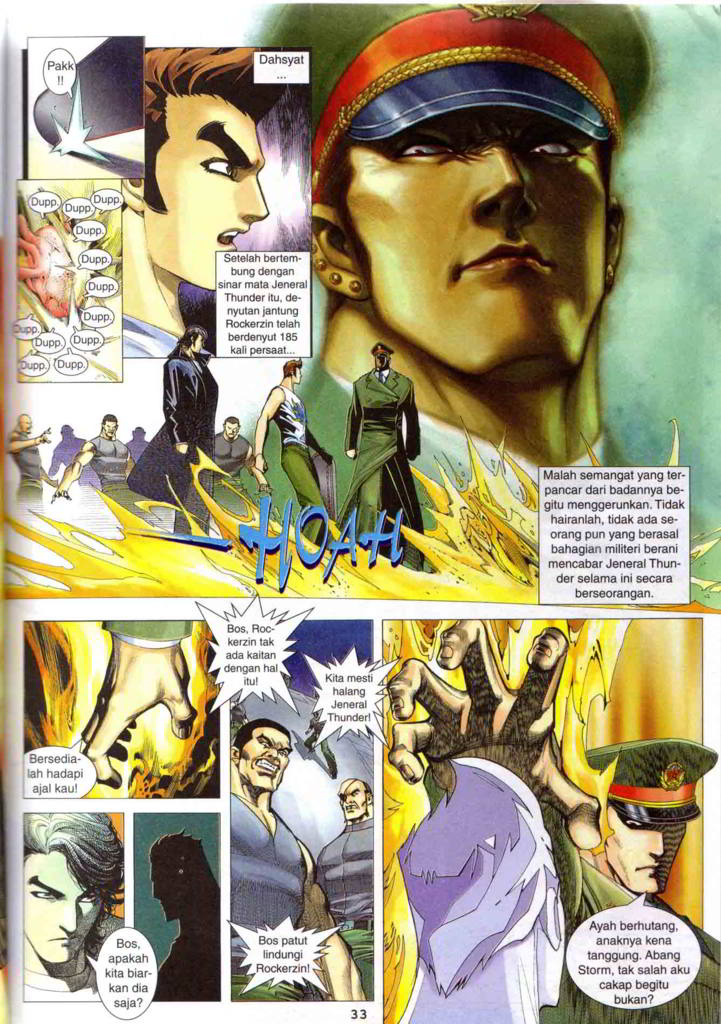 Pakk
!!
Dahsyat
...
Dupp.
Dupp.
Dupp.
Dupp.
Dupp.
Dupp.
Dupp.
Dupp.
Dupp.
Dupp.
Dupp.
Setelah bertem-
bung dengan
sinar mata Jeneral
Thunder itu, de-
nyutan jantung
Rockerzin telah
berdenyut 185
kali persaat...
HOAH
Malah semangat yang ter-
pancar dari badannya be-
gitu menggerunkan. Tidak
hairanlah, tidak ada se-
orang pun yang berasal
bahagian militeri berani
mencabar Jeneral Thun-
der selama ini secara
berseorangan.
Bersedia-
lah hadapi
ajal kau!
Bos, Roc-
kerzin tak
ada kaitan
dengan hal
itu!
Kita mesti
halang
Jeneral
Thunder!
Bos,
apakah
kita biar-
kan dia
saja?
Bos patut
lindungi
Rockerzin!
Ayah berhutang,
anaknya kena
tanggung. Abang
Storm, tak salah aku
cakap begitu
bukan?
33